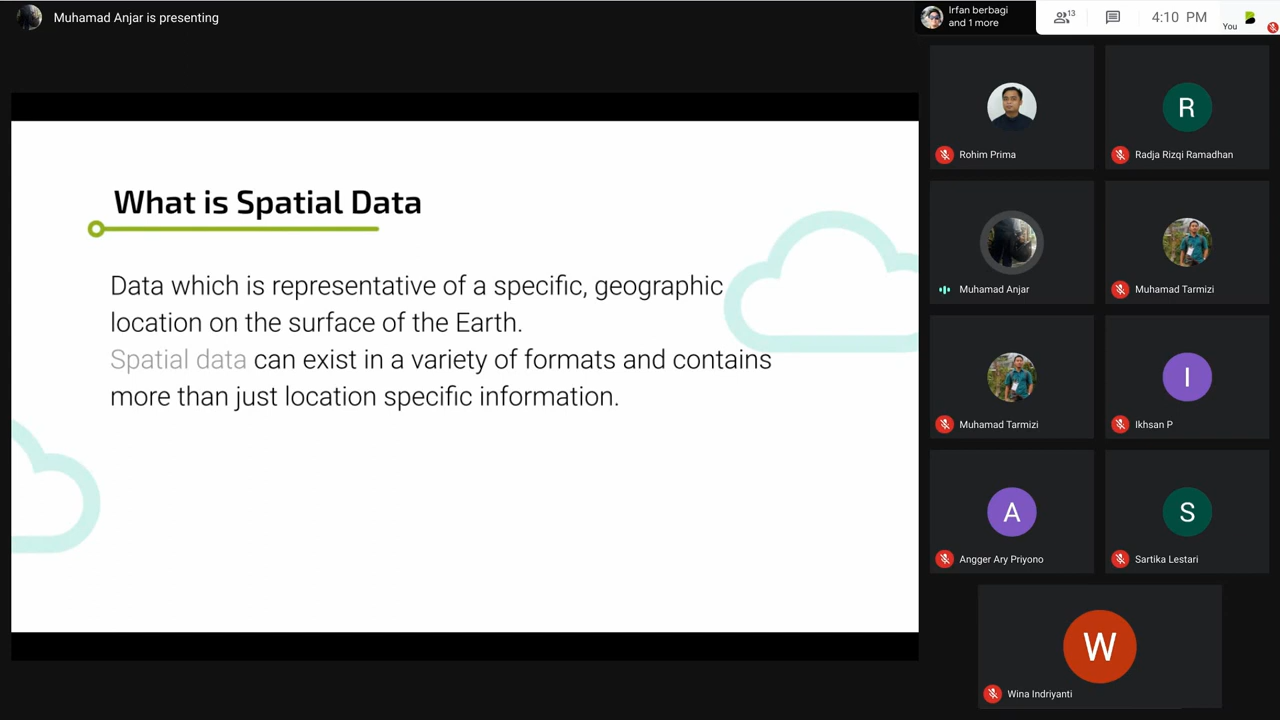 Muhamad Anjar is presenting
Irfan berbagi
and 1 more
13
4:10 PM
You
What is Spatial Data
Data which is representative of a specific, geographic
location on the surface of the Earth.
Spatial data can exist in a variety of formats and contains
more than just location specific information.
Rohim Prima
R
Radja Rizqi Ramadhan
Muhamad Anjar
Muhamad Tarmizi
Muhamad Tarmizi
I
Ikhsan P
A
Angger Ary Priyono
S
Sartika Lestari
W
Wina Indriyanti